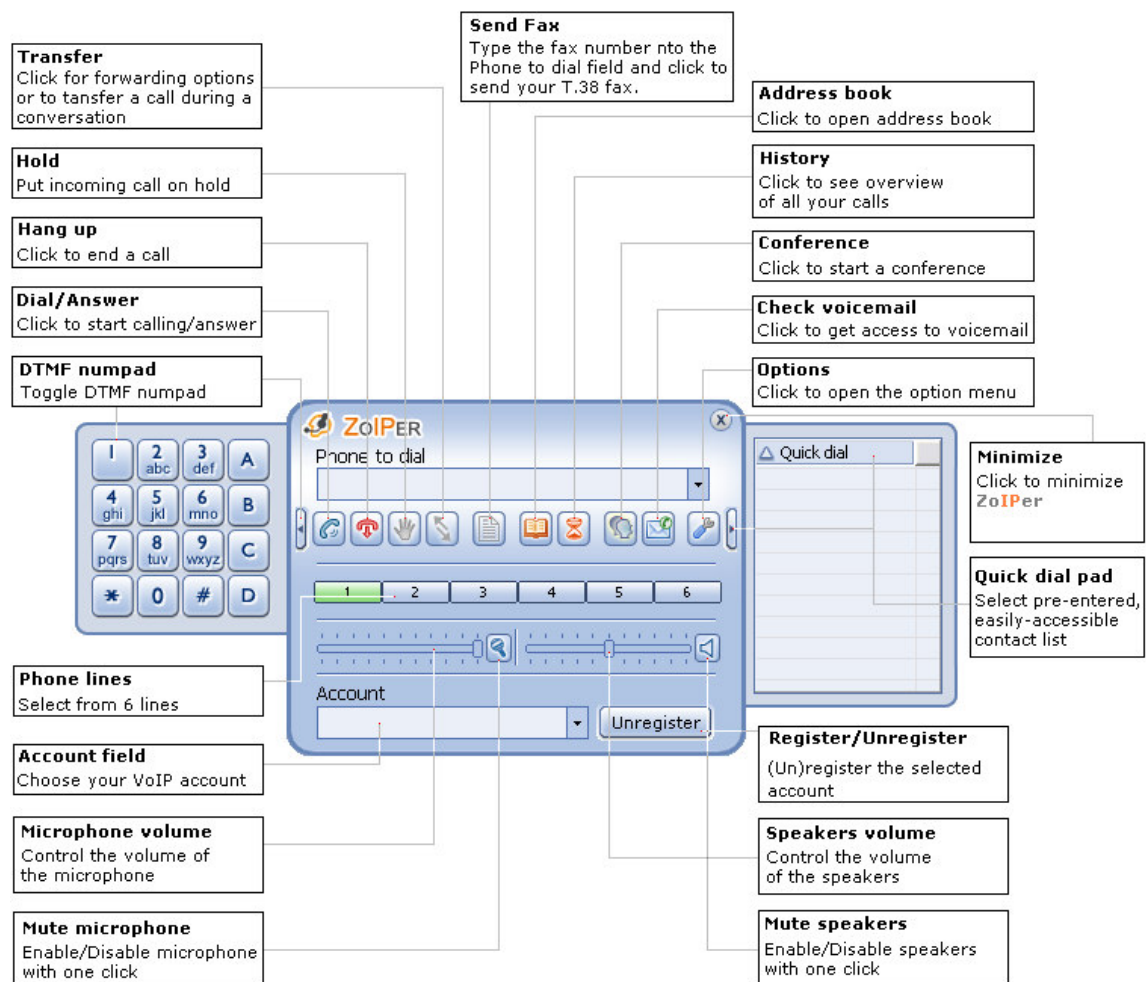 Transfer
Click for forwarding options
or to tansfer a call during a
conversation
Hold
Put incoming call on hold
Hang up
Click to end a call
Dial/Answer
Click to start calling/answer
DTMF numpad
Toggle DTMF numpad
Send Fax
Type the fax number nto the
Phone to dial field and click to
send your T.38 fax.
Address book
Click to open address book
History
Click to see overview
of all your calls
Conference
Click to start a conference
Check voicemail
Click to get access to voicemail
Options
Click to open the option menu
1 2 abc 3 def A
4 ghi 5 jkl 6 mno B
7 pqrs 8 tuv 9 wxyz C
* 0 # D
ZoIPER
X
Phone to dial
1 2 3 4 5 6
Account
Unregister
Quick dial
Minimize
Click to minimize
ZoIPer
Quick dial pad
Select pre-entered,
easily-accessible
contact list
Phone lines
Select from 6 lines
Account field
Choose your VoIP account
Microphone volume
Control the volume of
the microphone
Mute microphone
Enable/Disable microphone
with one click
Register/Unregister
(Un)register the selected
account
Speakers volume
Control the volume
of the speakers
Mute speakers
Enable/Disable speakers
with one click